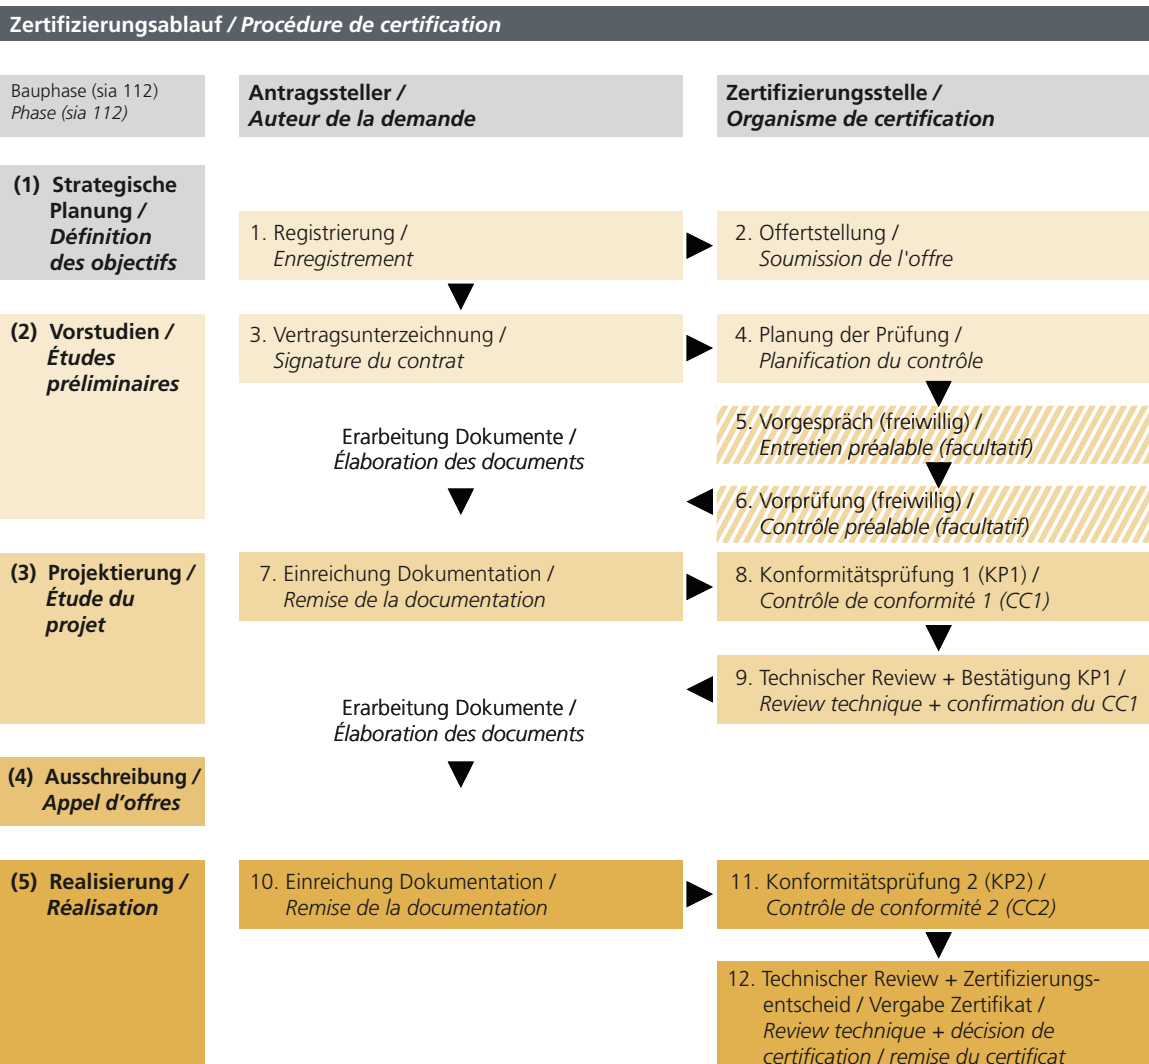 Zertifizierungsablauf / Procédure de certification
Bauphase (sia 112)
Phase (sia 112)
Antragssteller /
Auteur de la demande
Zertifizierungsstelle /
Organisme de certification
(1) Strategische
Planung /
Définition
des objectifs
1. Registrierung /
Enregistrement
2. Offertstellung /
Soumission de l'offre
(2) Vorstudien /
Études
préliminaires
3. Vertragsunterzeichnung /
Signature du contrat
4. Planung der Prüfung /
Planification du contrôle
Erarbeitung Dokumente /
Élaboration des documents
5. Vorgespräch (freiwillig) /
Entretien préalable (facultatif)
6. Vorprüfung (freiwillig) /
Contrôle préalable (facultatif)
(3) Projektierung /
Étude du
projet
7. Einreichung Dokumentation /
Remise de la documentation
8. Konformitätsprüfung 1 (KP1) /
Contrôle de conformité 1 (CC1)
9. Technischer Review + Bestätigung KP1 /
Review technique + confirmation du CC1
Erarbeitung Dokumente /
Élaboration des documents
(4) Ausschreibung /
Appel d’offres
(5) Realisierung /
Réalisation
10. Einreichung Dokumentation /
Remise de la documentation
11. Konformitätsprüfung 2 (KP2) /
Contrôle de conformité 2 (CC2)
12. Technischer Review + Zertifizierungs-
entscheid / Vergabe Zertifikat /
Review technique + décision de
certification / remise du certificat